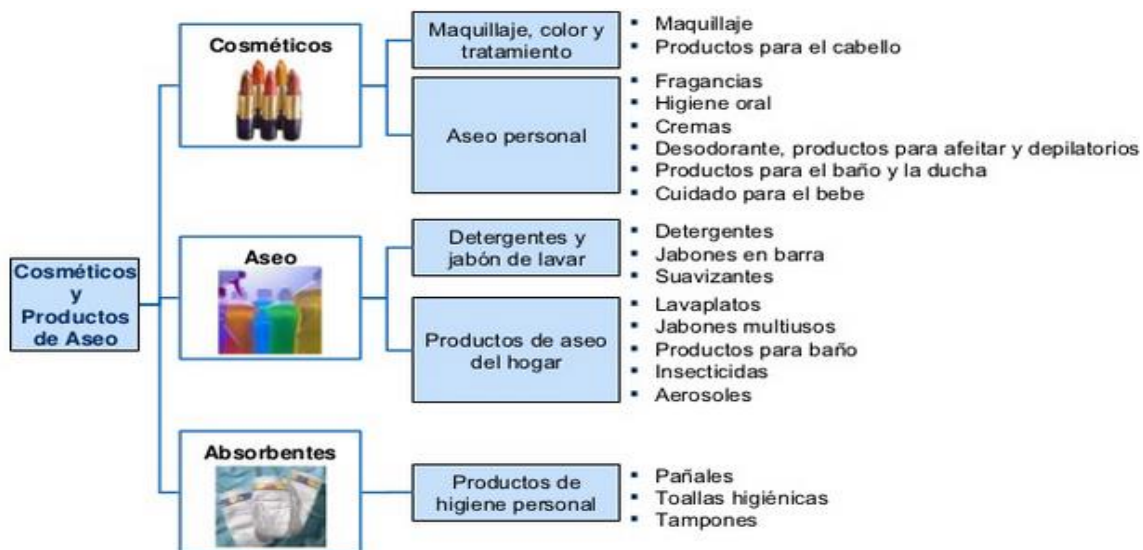 Cosméticos
y
Productos
de Aseo
Cosméticos
Maquillaje, color y
tratamiento
Maquillaje
Productos para el cabello
Aseo personal
Fragancias
Higiene oral
Cremas
Desodorante, productos para afeitar y depilatorios
Productos para el baño y la ducha
Cuidado para el bebe
Aseo
Detergentes y
jabón de lavar
Detergentes
Jabones en barra
Suavizantes
Productos de aseo
del hogar
Lavaplatos
Jabones multiusos
Productos para baño
Insecticidas
Aerosoles
Absorbentes
Productos de
higiene personal
Pañales
Toallas higiénicas
Tampones